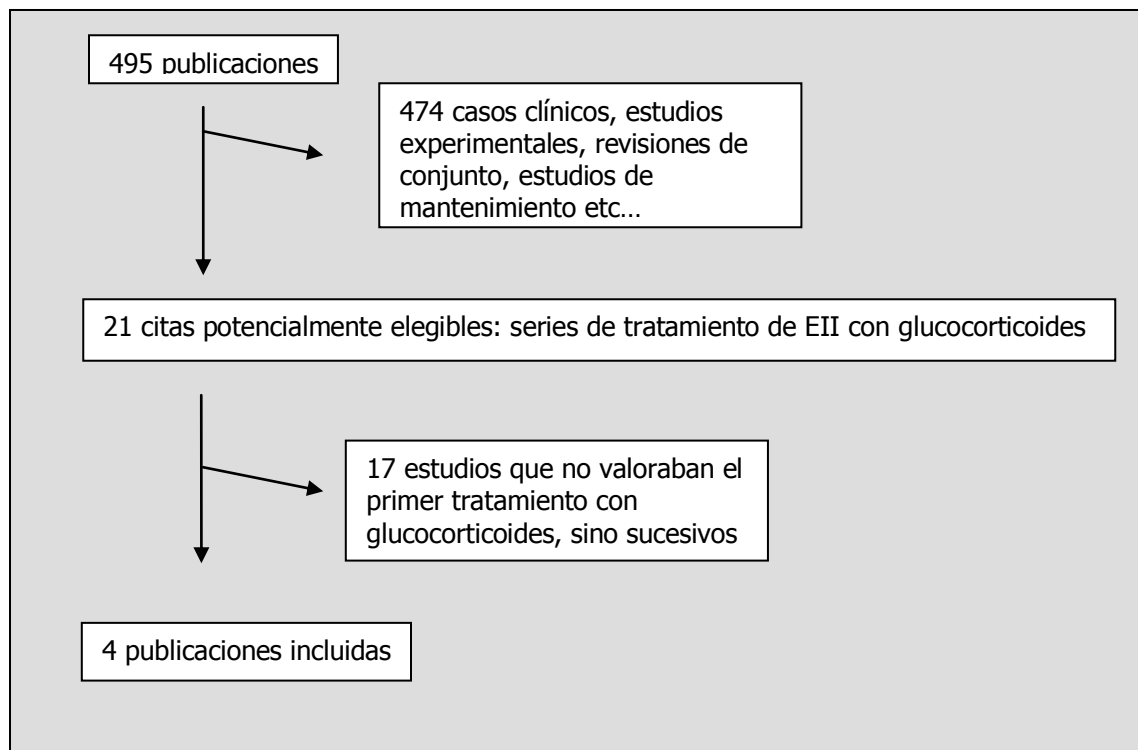 495 publicaciones
474 casos clínicos, estudios
experimentales, revisiones de
conjunto, estudios de
mantenimiento etc…
21 citas potencialmente elegibles: series de tratamiento de EII con glucocorticoides
17 estudios que no valoraban el
primer tratamiento con
glucocorticoides, sino sucesivos
4 publicaciones incluidas